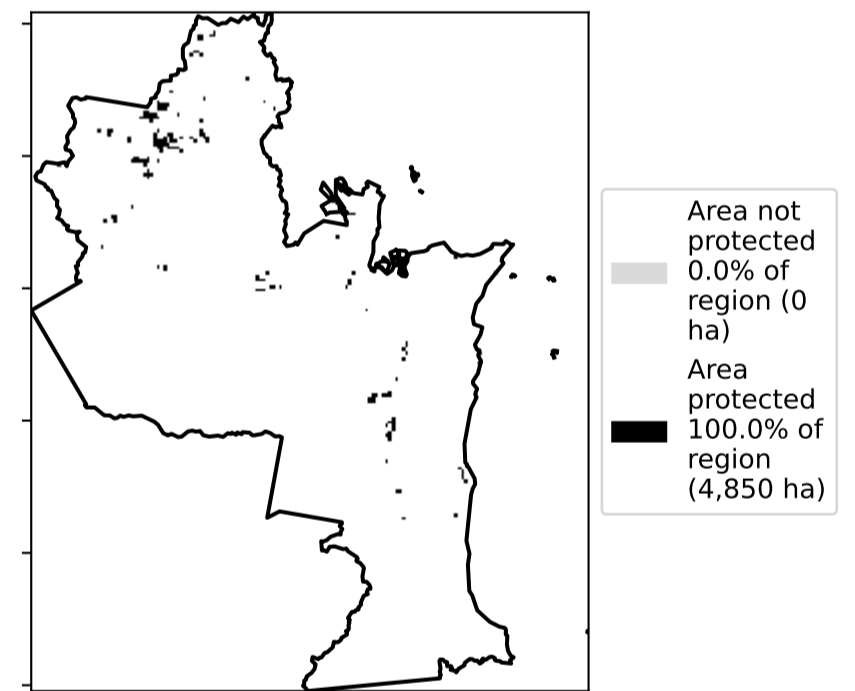 Area not
protected
0.0% of
region (0
ha)
Area
protected
100.0% of
region
(4,850 ha)